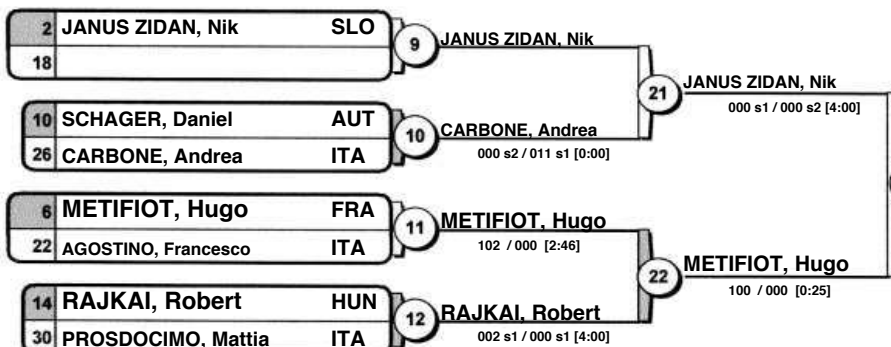 2 JANUS ZIDAN, Nik SLO
18
9
JANUS ZIDAN, Nik
21
JANUS ZIDAN, Nik
000 s1 / 000 s2 [4:00]
10 SCHAGER, Daniel AUT
26 CARBONE, Andrea ITA
10
CARBONE, Andrea
000 s2 / 011 s1 [0:00]
6 METIFIOT, Hugo FRA
22 AGOSTINO, Francesco ITA
11
METIFIOT, Hugo
102 / 000 [2:46]
22
METIFIOT, Hugo
100 / 000 [0:25]
14 RAJKAI, Robert HUN
30 PROSDOCIMO, Mattia ITA
12
RAJKAI, Robert
002 s1 / 000 s1 [4:00]